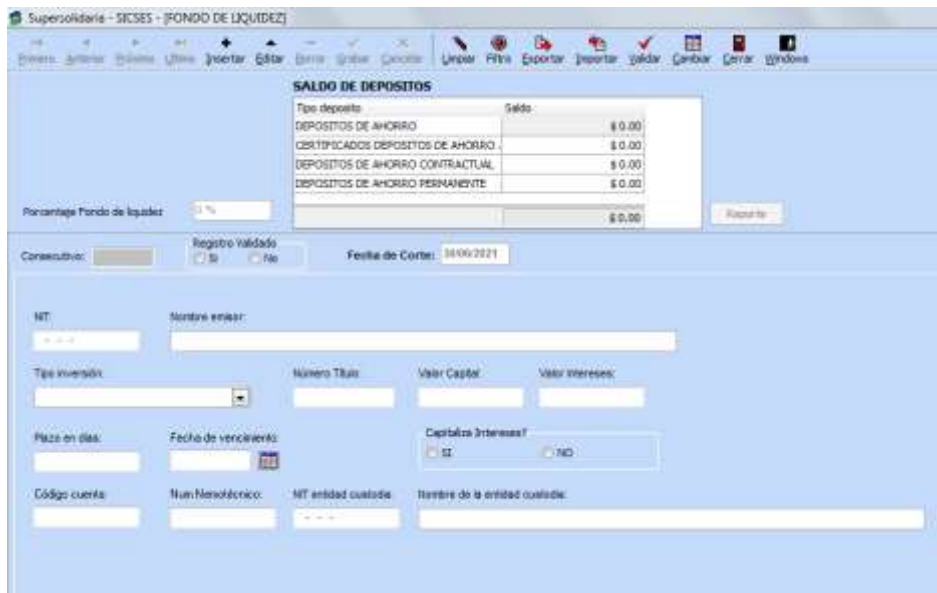 Supersolidaria - SICSES - [FONDO DE LIQUIDEZ]
Primero Anterior Próximo Ultimo Insertar Editar Borrar Grabar Cancelar Limpiar Filtro Exportar Importar Validar Cambiar Cerrar Windows
SALDO DE DEPOSITOS
Tipo deposito Saldo
DEPOSITOS DE AHORRO $ 0.00
CERTIFICADOS DEPOSITOS DE AHORRO $ 0.00
DEPOSITOS DE AHORRO CONTRACTUAL $ 0.00
DEPOSITOS DE AHORRO PERMANENTE $ 0.00
Porcentaje Fondo de liquidez 0 % $ 0.00 Reporte
Registro Validado
Consecutivo: SI No Fecha de Corte: 30/06/2021
NIT: Nombre emisor:
- - -
Tipo inversión: Número Título: Valor Capital: Valor Intereses:
Plazo en días: Fecha de vencimiento: Capitaliza Intereses?
SI NO
Código cuenta: Num Nemotécnico: NIT entidad custodia: Nombre de la entidad custodia:
- - -